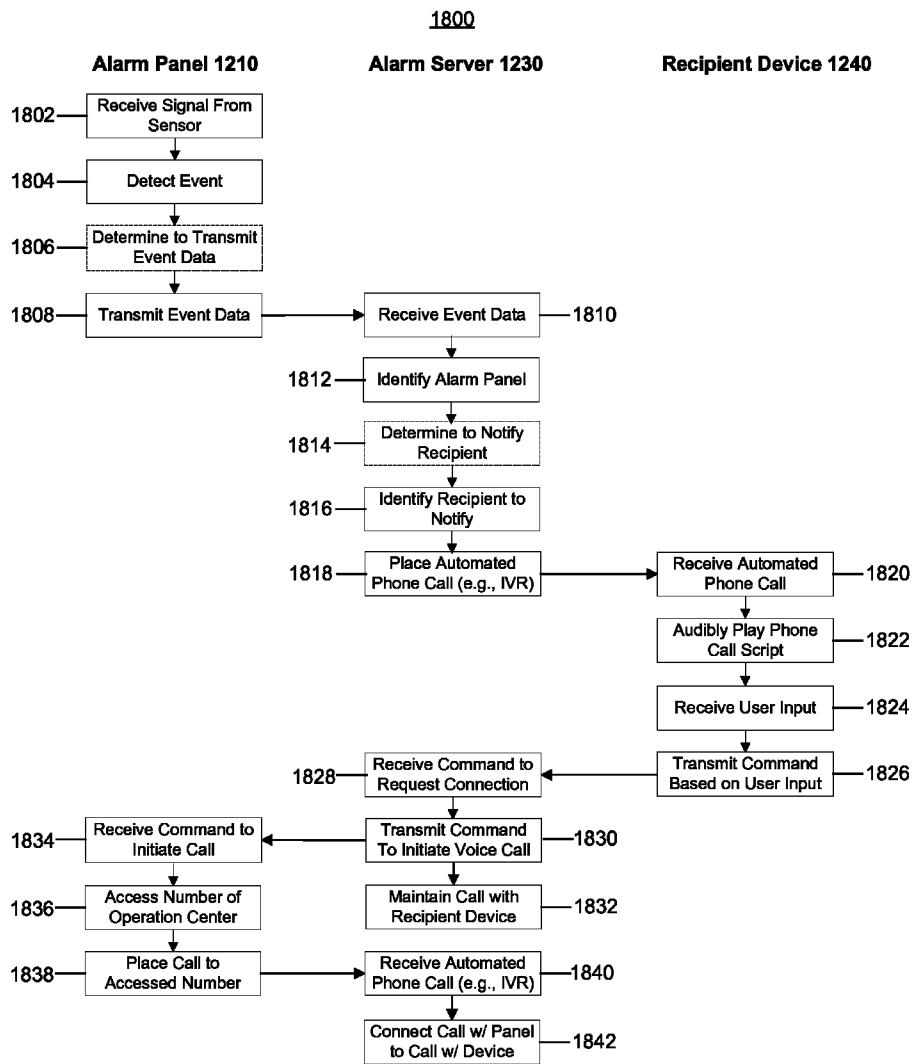 1800
Alarm Panel 1210
Alarm Server 1230
Recipient Device 1240
1802
Receive Signal From
Sensor
1804
Detect Event
1806
Determine to Transmit
Event Data
1808
Transmit Event Data
Receive Event Data
1810
1812
Identify Alarm Panel
1814
Determine to Notify
Recipient
1816
Identify Recipient to
Notify
1818
Place Automated
Phone Call (e.g., IVR)
Receive Automated
Phone Call
1820
Audibly Play Phone
Call Script
1822
Receive User Input
1824
Transmit Command
Based on User Input
1826
1828
Receive Command to
Request Connection
1834
Receive Command to
Initiate Call
Transmit Command
To Initiate Voice Call
1830
1836
Access Number of
Operation Center
Maintain Call with
Recipient Device
1832
1838
Place Call to
Accessed Number
Receive Automated
Phone Call (e.g., IVR)
1840
Connect Call w/ Panel
to Call w/ Device
1842